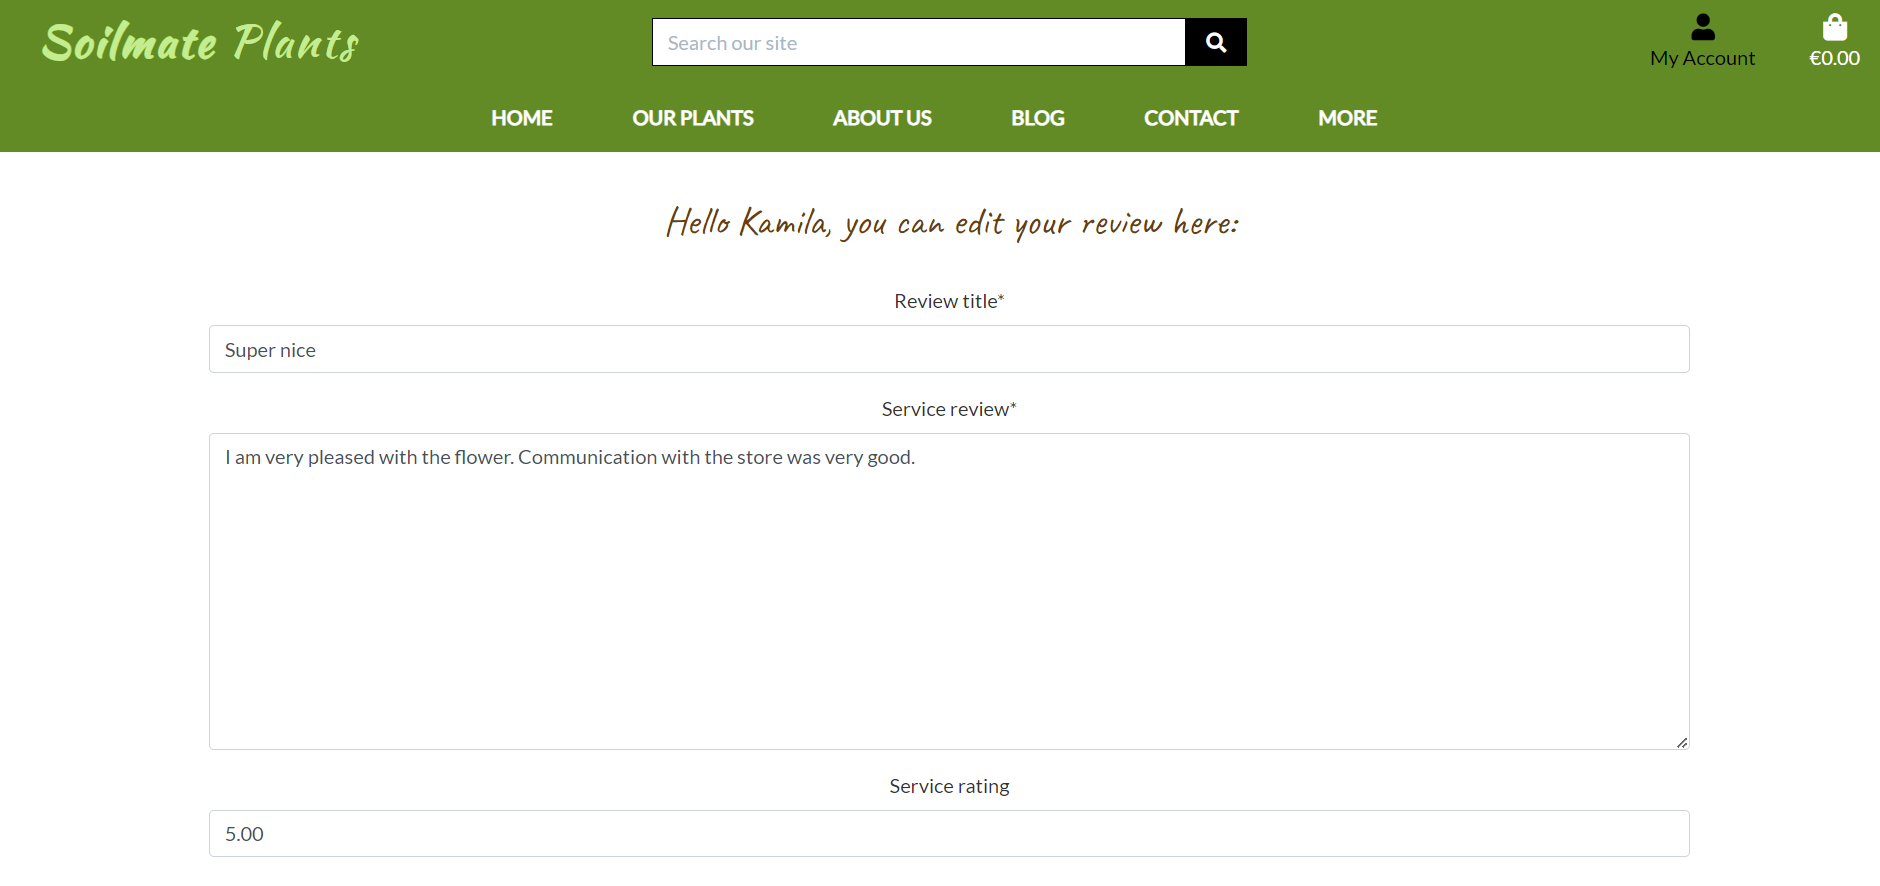 Soilmate Plants
Search our site
My Account
€0.00
HOME OUR PLANTS ABOUT US BLOG CONTACT MORE
Hello Kamila, you can edit your review here:
Review title*
Super nice
Service review*
I am very pleased with the flower. Communication with the store was very good.
Service rating
5.00